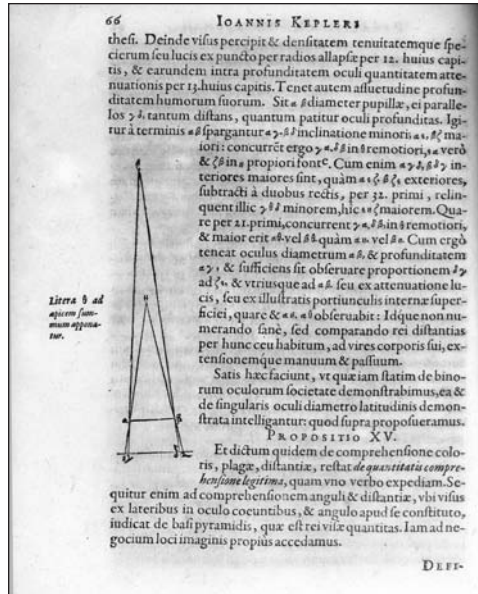 66 IOANNIS KEPLERI
thesi. Deinde visus percipit & densitatem tenuitatemque spe-
cierum seu lucis ex puncto per radios allapsæ per 12. huius capi-
tis, & earundem intra profunditatem oculi quantitatem atte-
nuationis per 13. huius capitis. Tenet autem assuetudine profun-
ditatem humorum suorum. Sit diameter pupillæ, ei paralle-
los tantum distans, quantum patitur oculi profunditas. Igi-
tur à terminis spargantur inclinatione minori ma-
iori: concurrēt ergo in remotiori, verò
& in propiori fonte. Cum enim in-
teriores maiores sint, quàm exteriores,
subtracti à duobus rectis, per 32. primi, relin-
quent illic minorem, hic maiorem. Qua-
re per 21. primi, concurrent in remotiori,
& maior erit vel quàm vel Cum ergò
teneat oculus diametrum & profunditatem
& sufficiens sit obseruare proportionem
ad & vtriusque ad seu ex attenuatione lu-
cis, seu ex illustratis portiunculis internæ super-
ficiei, quare & obseruabit: Idque non nu-
merando sanè, sed comparando rei distantias
per hunc ceu habitum, ad vires corporis sui, ex-
tensionemque manuum & passuum.
Litera ad
apicem sum-
mum appona-
tur.
Satis hæc faciunt, vt quæ iam statim de bino-
rum oculorum societate demonstrabimus, ea &
de singularis oculi diametro latitudinis demon-
strata intelligantur: quod supra proposueramus.
PROPOSITIO XV.
Et dictum quidem de comprehensione colo-
ris, plagæ, distantiæ, restat de quantitatis compre-
hensione legitima, quam vno verbo expediam. Se-
quitur enim ad comprehensionem anguli & distantiæ, vbi visus
ex lateribus in oculo coeuntibus, & angulo apud se constituto,
iudicat de basi pyramidis, quæ est rei visæ quantitas. Iam ad ne-
gocium loci imaginis propiùs accedamus.
DEFI-